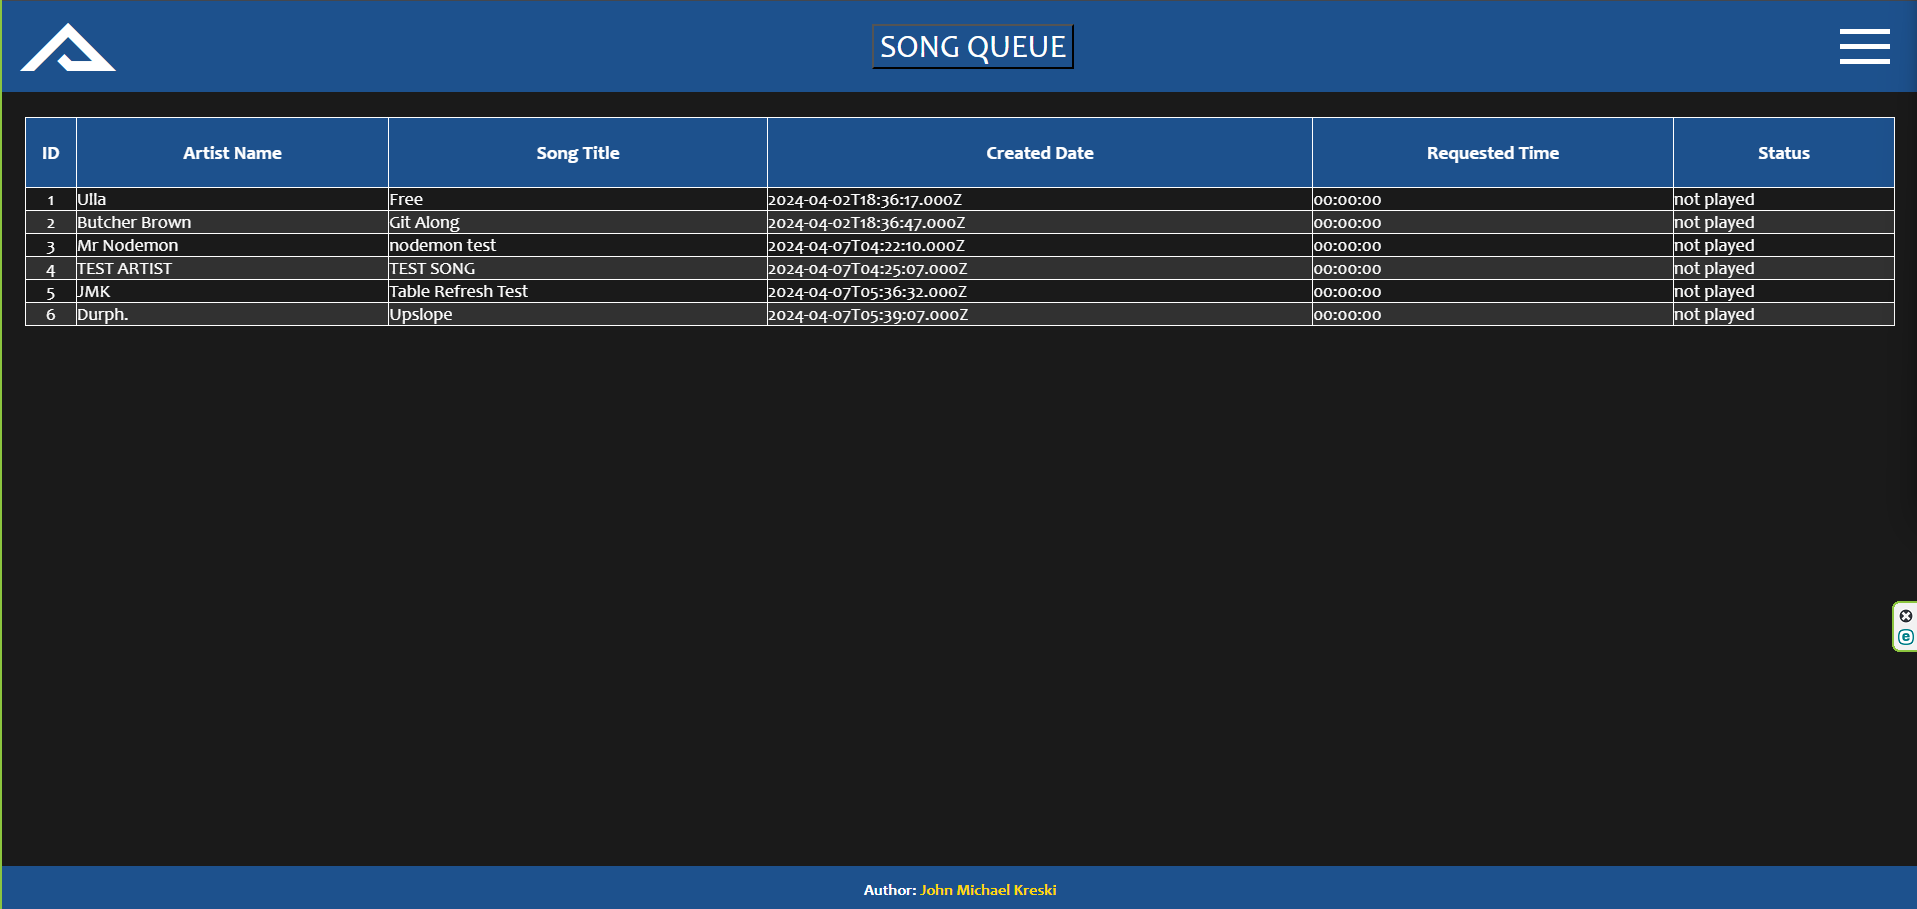 SONG QUEUE
ID Artist Name Song Title Created Date Requested Time Status
1 Ulla Free 2024-04-02T18:36:17.000Z 00:00:00 not played
2 Butcher Brown Git Along 2024-04-02T18:36:47.000Z 00:00:00 not played
3 Mr Nodemon nodemon test 2024-04-07T04:22:10.000Z 00:00:00 not played
4 TEST ARTIST TEST SONG 2024-04-07T04:25:07.000Z 00:00:00 not played
5 JMK Table Refresh Test 2024-04-07T05:36:32.000Z 00:00:00 not played
6 Durph. Upslope 2024-04-07T05:39:07.000Z 00:00:00 not played
e
Author: John Michael Kreski